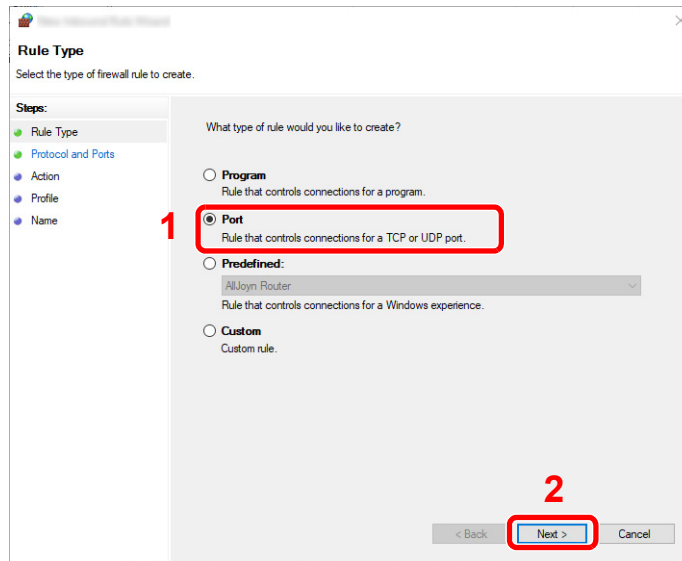 Rule Type
Select the type of firewall rule to create.
Steps:
Rule Type
Protocol and Ports
Action
Profile
Name
What type of rule would you like to create?
Program
Rule that controls connections for a program.
1
Port
Rule that controls connections for a TCP or UDP port.
Predefined:
AllJoyn Router
Rule that controls connections for a Windows experience.
Custom
Custom rule.
2
< Back
Next >
Cancel